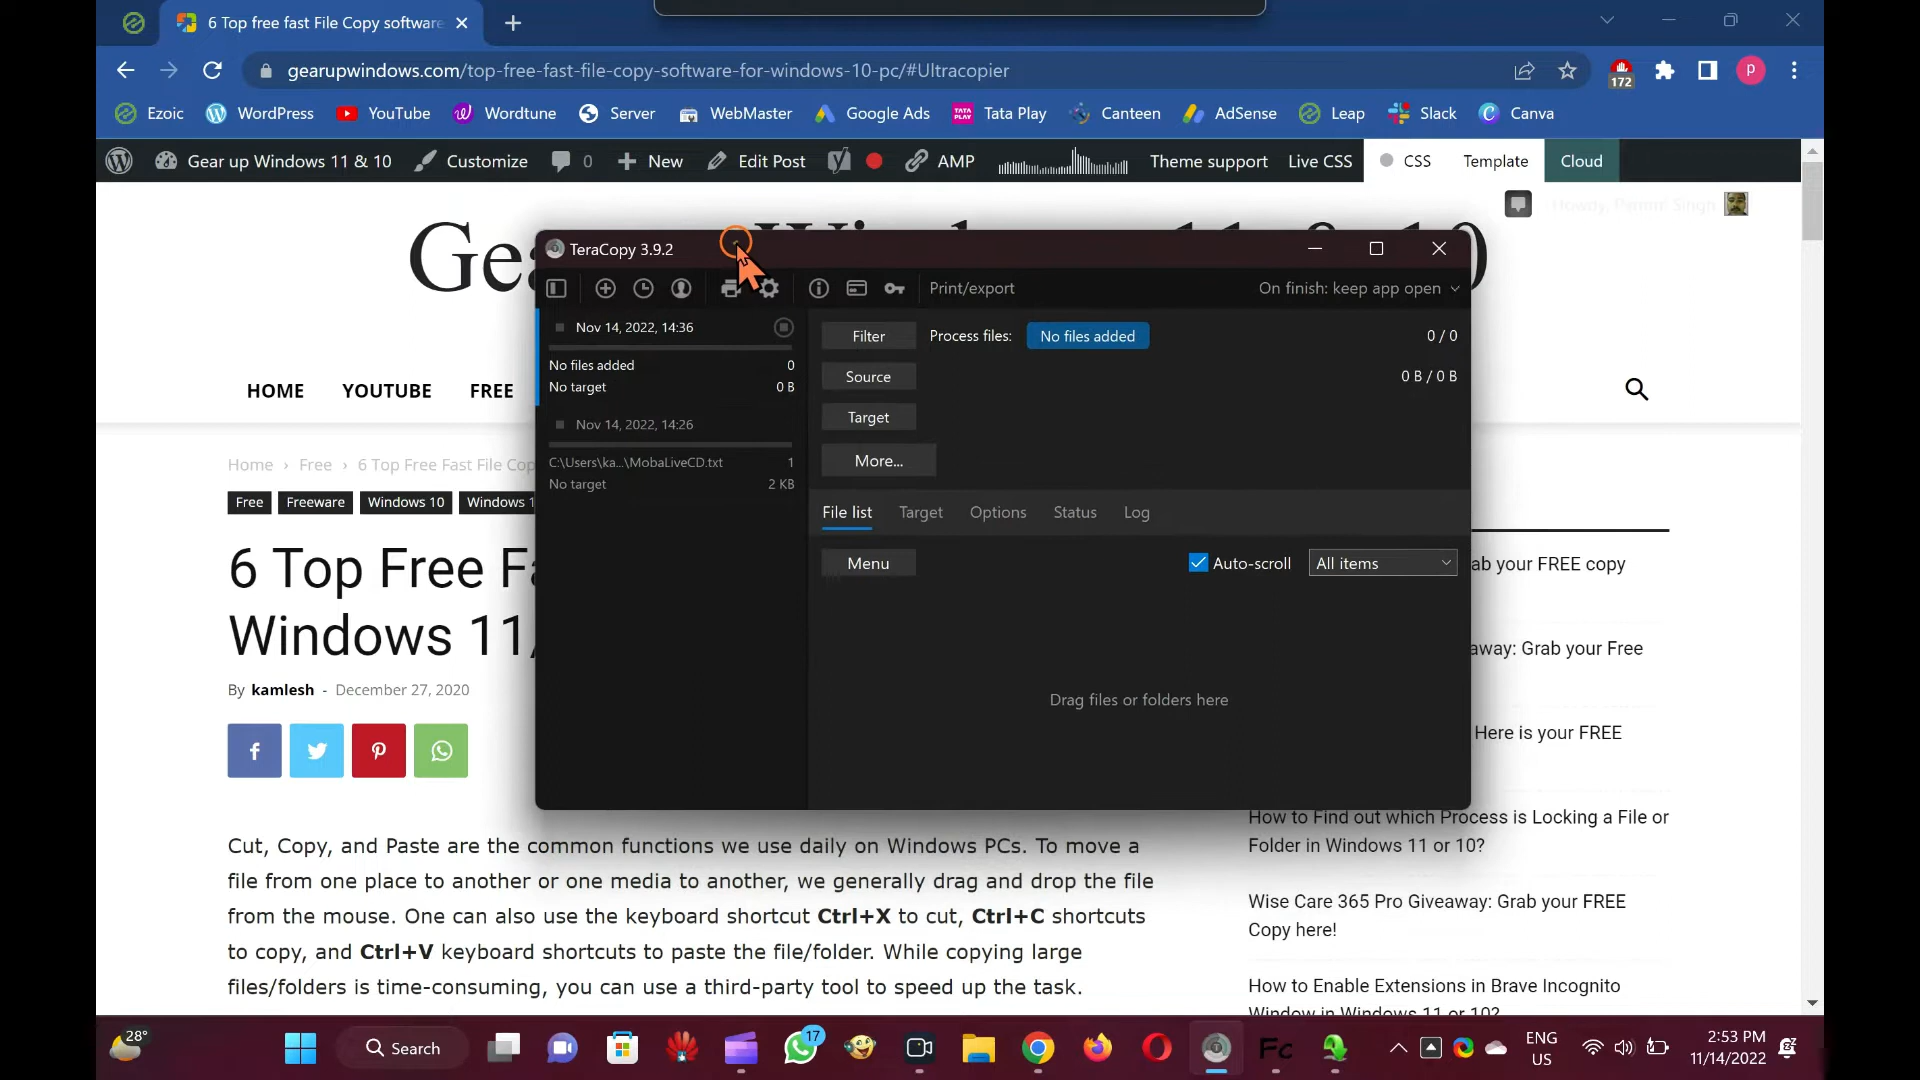 6 Top free fast File Copy software
gearupwindows.com/top-free-fast-file-copy-software-for-windows-10-pc/#Ultracopier
172
P
Ezoic WordPress YouTube Wordtune Server WebMaster Google Ads Tata Play Canteen AdSense Leap Slack Canva
Gear up Windows 11 & 10 Customize 0 New Edit Post AMP Theme support Live CSS CSS Template Cloud
Howdy, Parmol Singh
TeraCopy 3.9.2
Print/export
On finish: keep app open
Nov 14, 2022, 14:36
No files added 0
No target 0 B
Nov 14, 2022, 14:26
C:\Users\ka...\MobaLiveCD.txt 1
No target 2 KB
Filter Process files: No files added 0 / 0
Source 0 B / 0 B
Target
More...
File list Target Options Status Log
Menu Auto-scroll All items
Drag files or folders here
HOME YOUTUBE FREE
Home › Free › 6 Top Free Fast File Cop
Free Freeware Windows 10 Windows 1
6 Top Free F
Windows 11/
By kamlesh - December 27, 2020
Cut, Copy, and Paste are the common functions we use daily on Windows PCs. To move a
file from one place to another or one media to another, we generally drag and drop the file
from the mouse. One can also use the keyboard shortcut Ctrl+X to cut, Ctrl+C shortcuts
to copy, and Ctrl+V keyboard shortcuts to paste the file/folder. While copying large
files/folders is time-consuming, you can use a third-party tool to speed up the task.
ab your FREE copy
away: Grab your Free
Here is your FREE
How to Find out which Process is Locking a File or
Folder in Windows 11 or 10?
Wise Care 365 Pro Giveaway: Grab your FREE
Copy here!
How to Enable Extensions in Brave Incognito
Window in Windows 11 or 10?
28°
Search
17
Fc
ENG
US
2:53 PM
11/14/2022